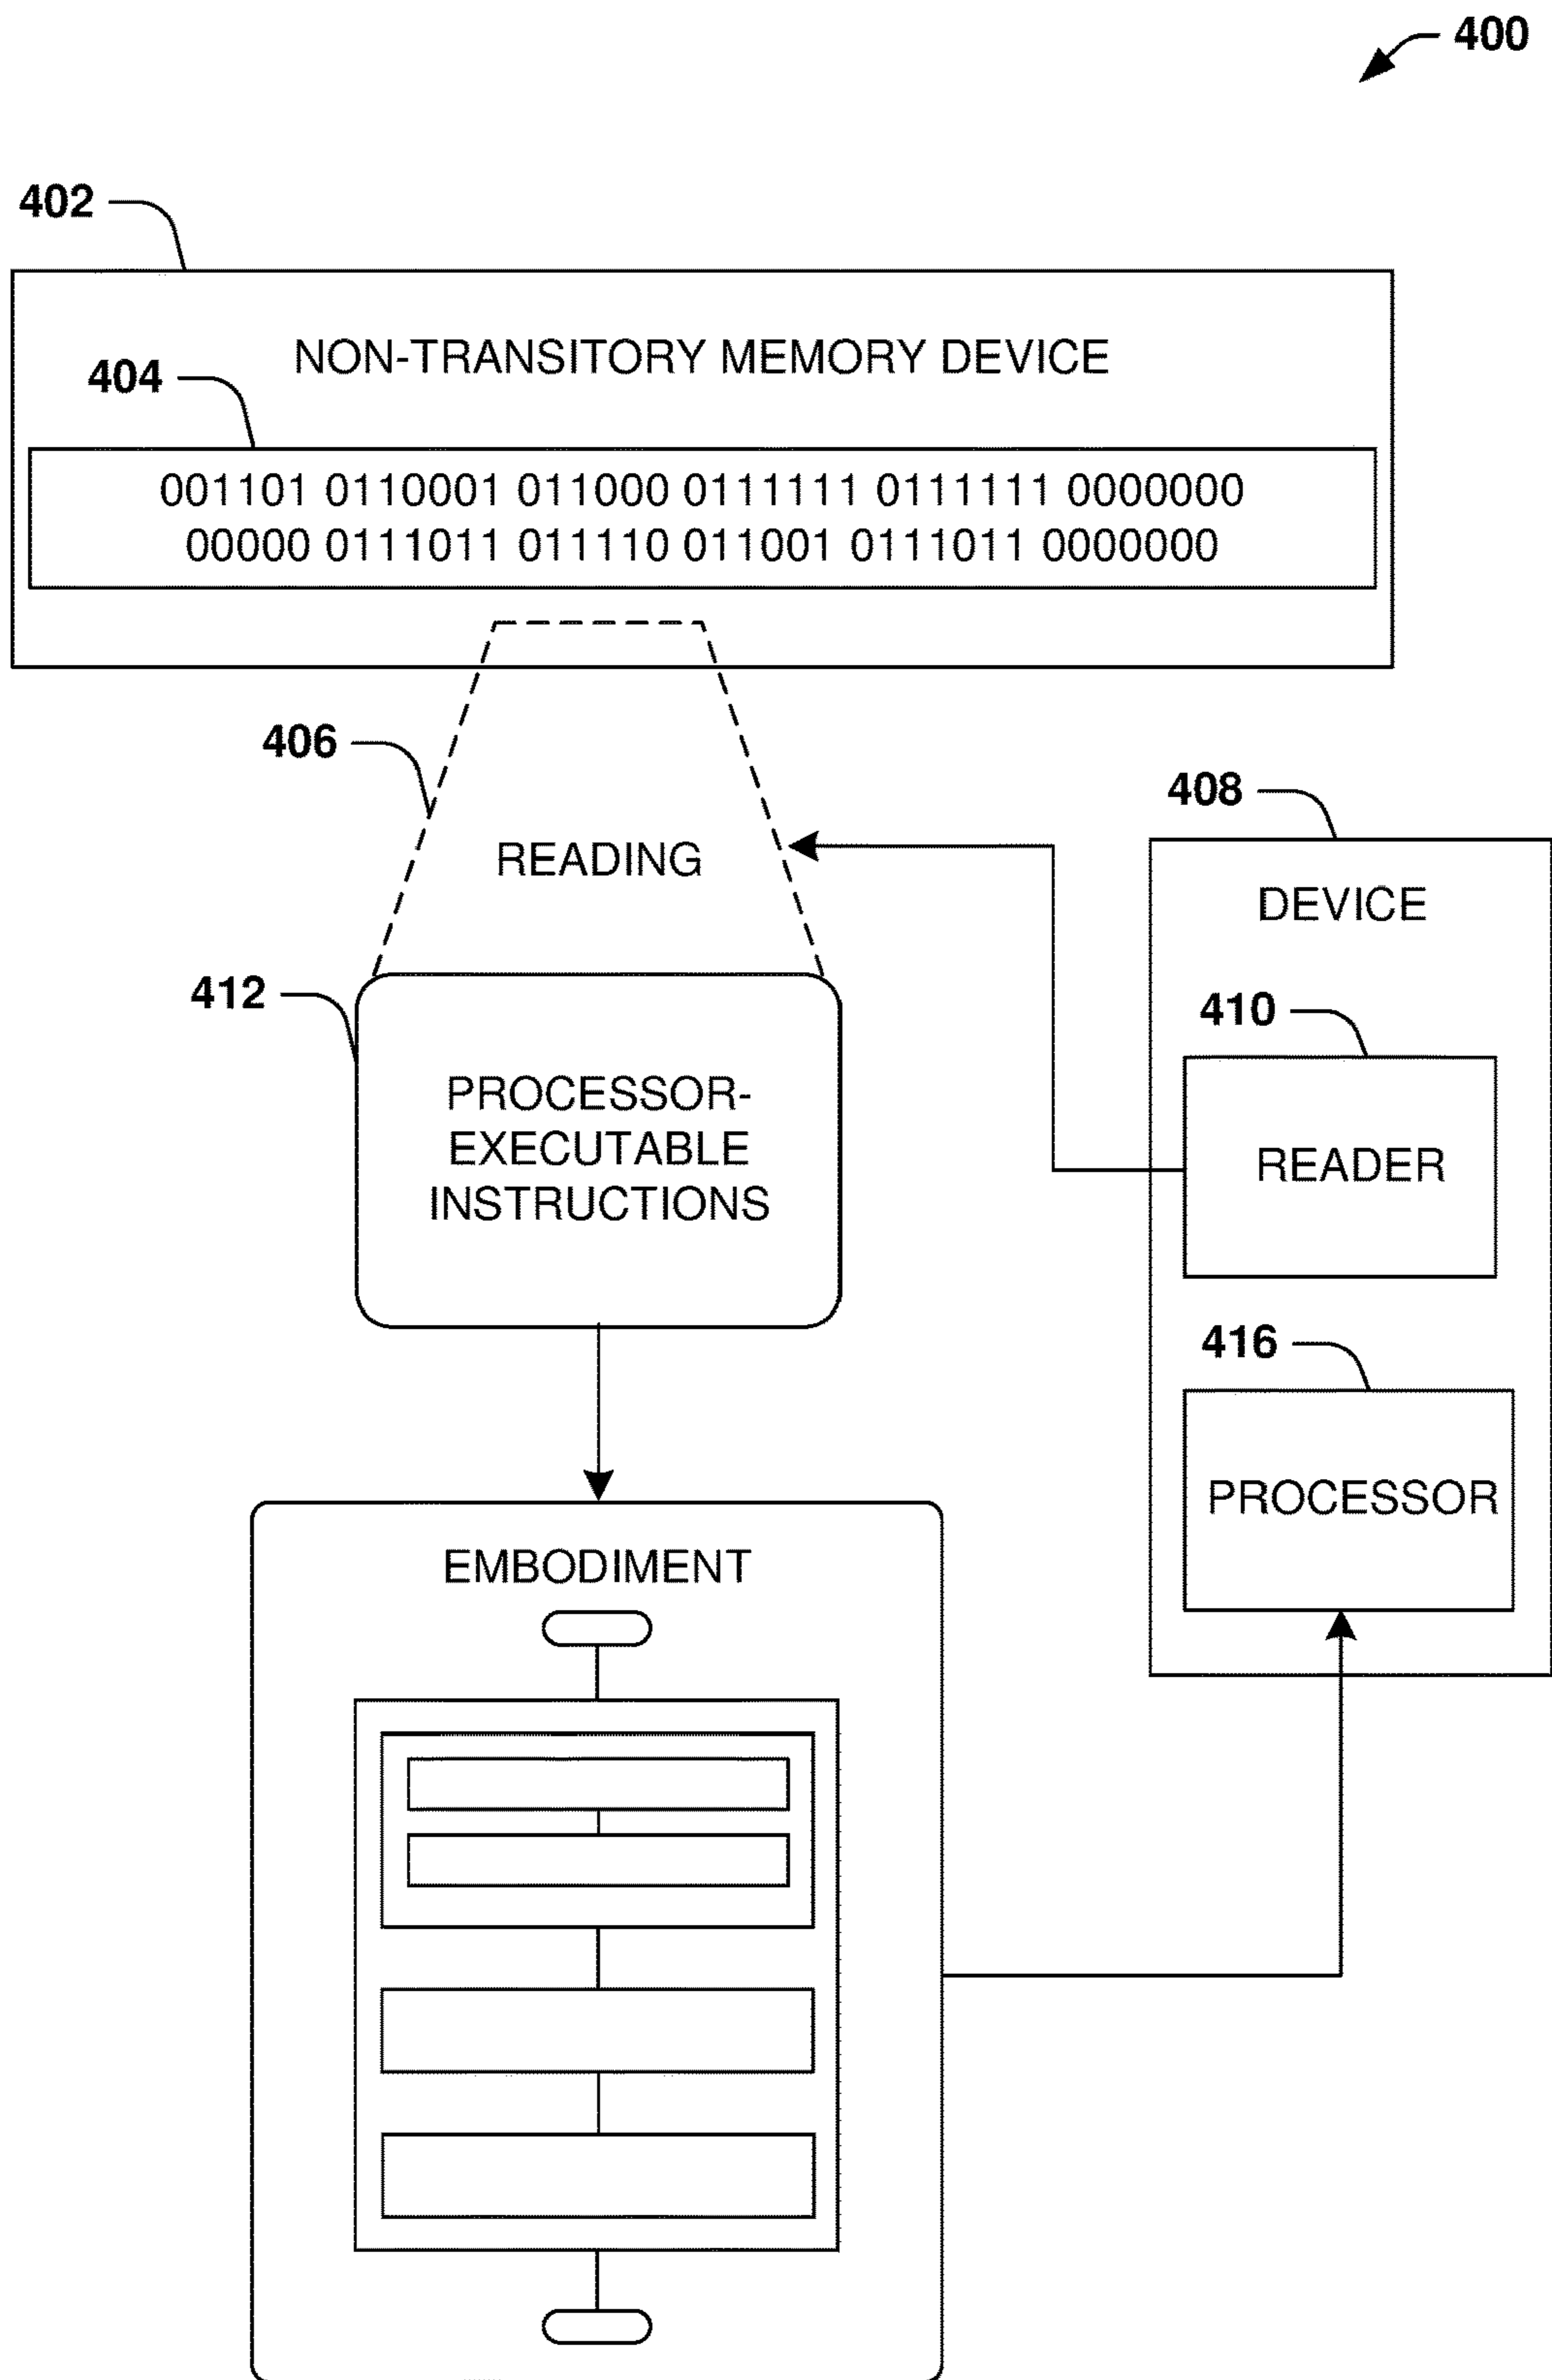 400
402
NON-TRANSITORY MEMORY DEVICE
404
001101 0110001 011000 0111111 0111111 0000000
00000 0111011 011110 011001 0111011 0000000
406
READING
408
DEVICE
410
READER
412
PROCESSOR-
EXECUTABLE
INSTRUCTIONS
416
PROCESSOR
EMBODIMENT